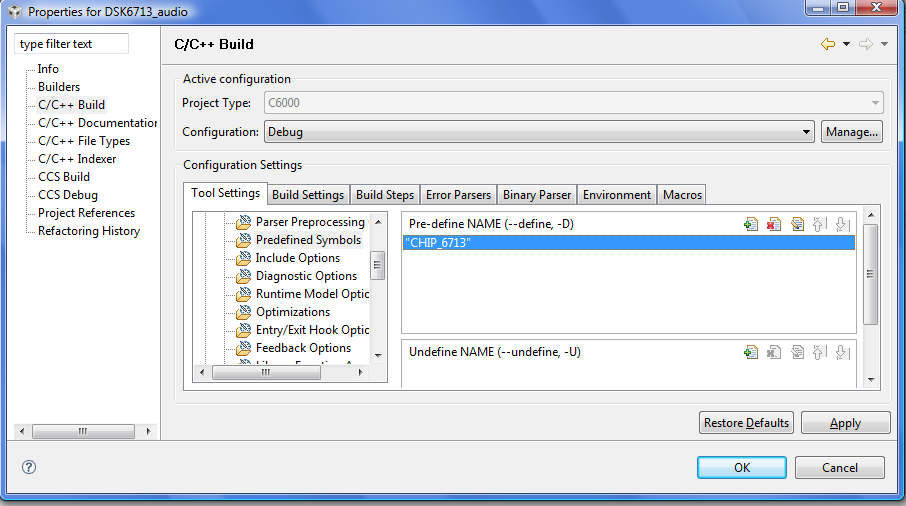 Properties for DSK6713_audio
type filter text
Info
Builders
C/C++ Build
C/C++ Documentation
C/C++ File Types
C/C++ Indexer
CCS Build
CCS Debug
Project References
Refactoring History
C/C++ Build
Active configuration
Project Type: C6000
Configuration: Debug Manage...
Configuration Settings
Tool Settings Build Settings Build Steps Error Parsers Binary Parser Environment Macros
Parser Preprocessing
Predefined Symbols
Include Options
Diagnostic Options
Runtime Model Optic
Optimizations
Entry/Exit Hook Optic
Feedback Options
Pre-define NAME (--define, -D)
"CHIP_6713"
Undefine NAME (--undefine, -U)
Restore Defaults Apply
? OK Cancel